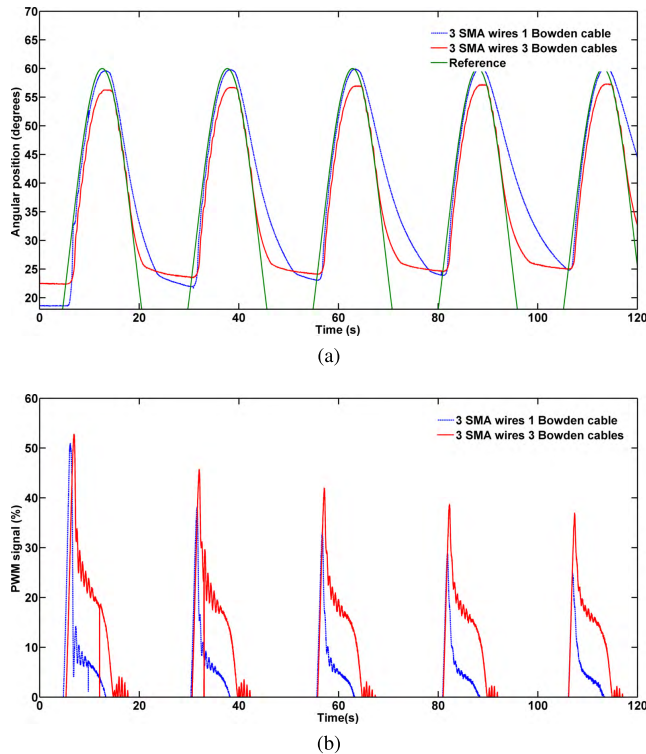 70
65
60
55
50
45
40
35
30
25
20
Angular position (degrees)
3 SMA wires 1 Bowden cable
3 SMA wires 3 Bowden cables
Reference
0 20 40 60 80 100 120
Time (s)
(a)
60
50
40
30
20
10
0
PWM signal (%)
3 SMA wires 1 Bowden cable
3 SMA wires 3 Bowden cables
0 20 40 60 80 100 120
Time(s)
(b)